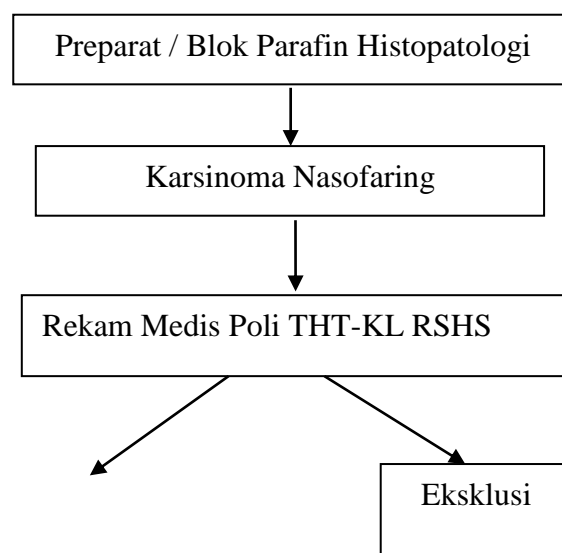 Preparat / Blok Parafin Histopatologi
Karsinoma Nasofaring
Rekam Medis Poli THT-KL RSHS
Eksklusi